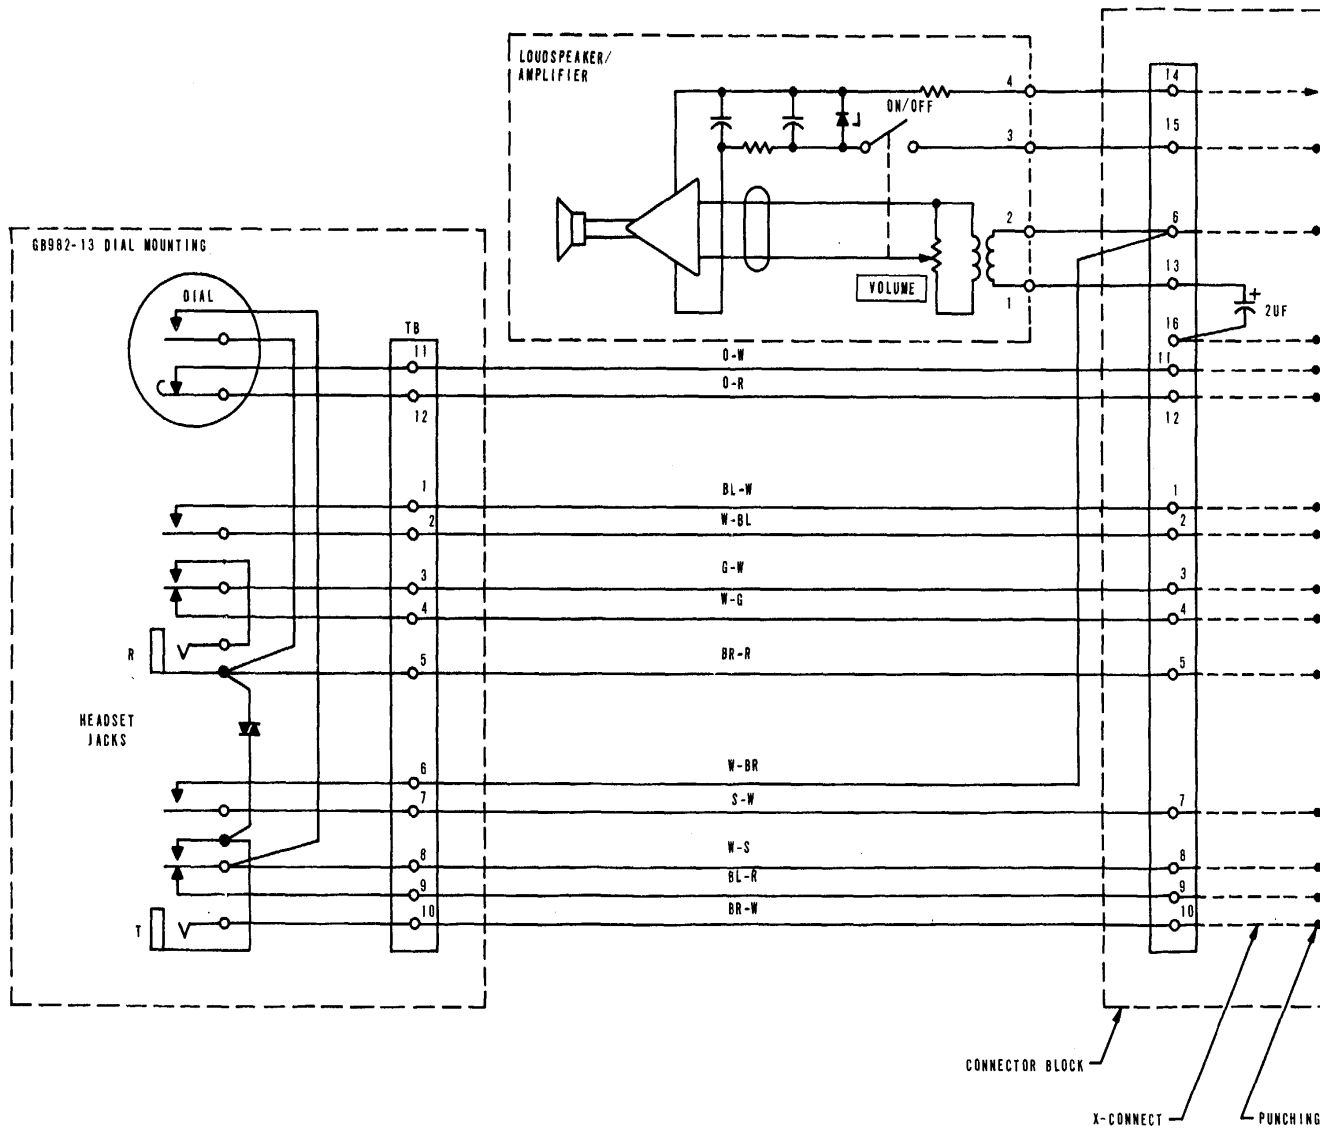 LOUDSPEAKER/
AMPLIFIER
4
14
ON/OFF
3
15
2
6
GB982-13 DIAL MOUNTING
13
VOLUME
DIAL
1
+
2UF
TB
16
11
O-W
11
O-R
12
12
1
BL-W
1
2
W-BL
2
G-W
3
3
W-G
4
4
R
BR-R
5
5
HEADSET
JACKS
6
W-BR
7
S-W
7
W-S
8
8
BL-R
9
9
BR-W
10
10
T
CONNECTOR BLOCK
X-CONNECT
PUNCHING